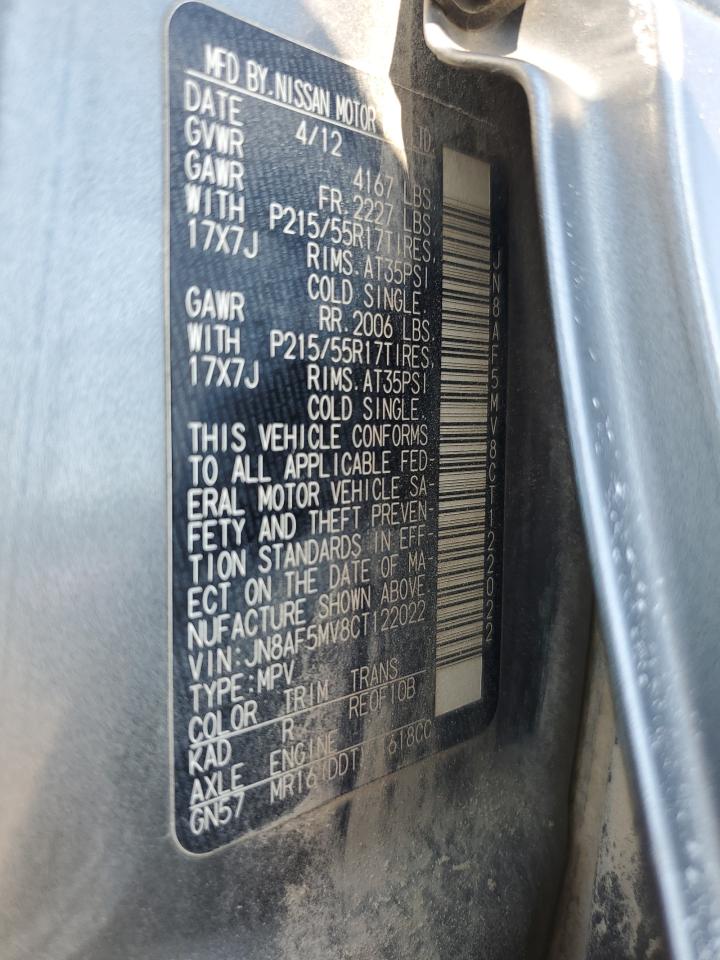 MFD BY.NISSAN MOTOR LTD.
DATE 4/12
GVWR 4167 LBS.
GAWR FR.2227 LBS.
WITH P215/55R17TIRES,
17X7J RIMS.AT35PSI
COLD SINGLE.
GAWR RR.2006 LBS.
WITH P215/55R17TIRES,
17X7J RIMS.AT35PSI
COLD SINGLE.
THIS VEHICLE CONFORMS
TO ALL APPLICABLE FED-
ERAL MOTOR VEHICLE SA-
FETY AND THEFT PREVEN-
TION STANDARDS IN EFF-
ECT ON THE DATE OF MA-
NUFACTURE SHOWN ABOVE
VIN:JN8AF5MV8CT122022
TYPE:MPV
COLOR TRIM TRANS
KAD R RE0F10B
AXLE ENGINE
GN57 MR16(DDT) 1618CC
JN8AF5MV8CT122022